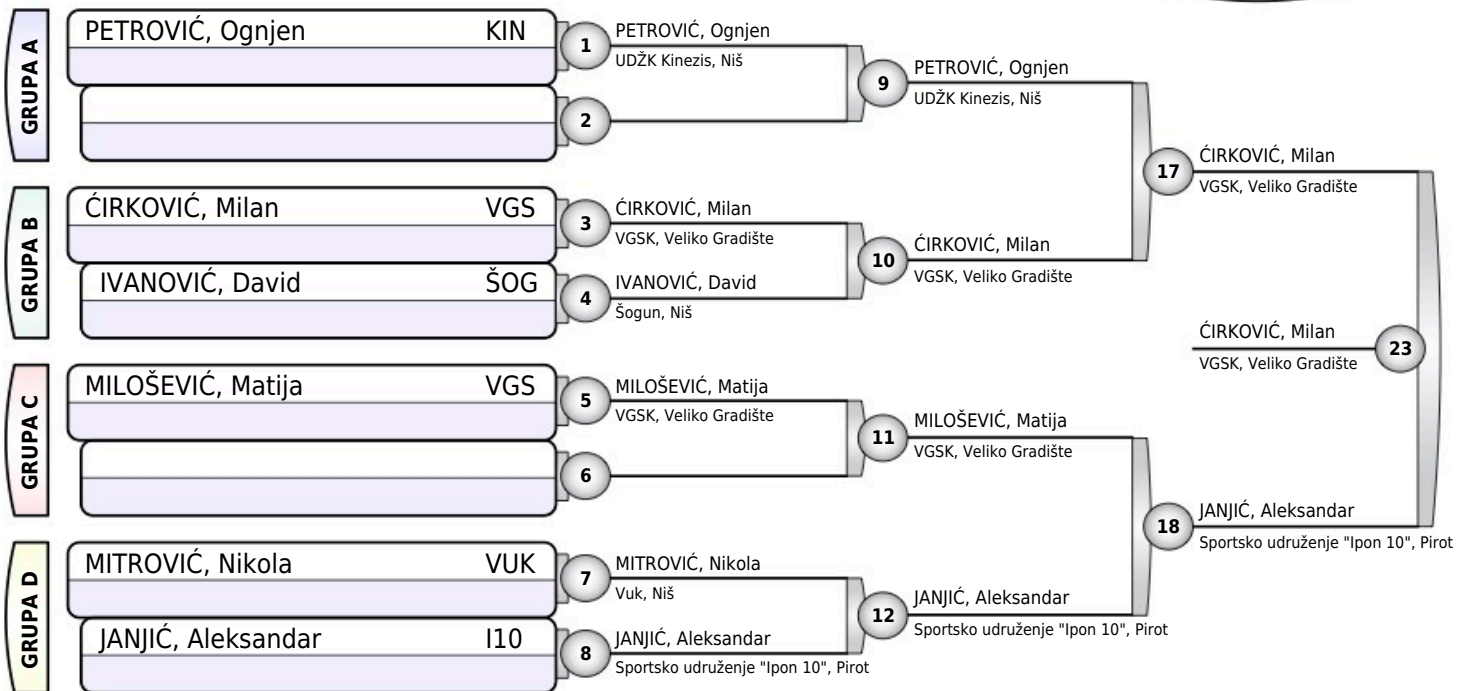 GRUPA A
PETROVIĆ, Ognjen KIN
1
PETROVIĆ, Ognjen
UDŽK Kinezis, Niš
2
9
PETROVIĆ, Ognjen
UDŽK Kinezis, Niš
GRUPA B
ĆIRKOVIĆ, Milan VGS
3
ĆIRKOVIĆ, Milan
VGSK, Veliko Gradište
IVANOVIĆ, David ŠOG
4
IVANOVIĆ, David
Šogun, Niš
10
ĆIRKOVIĆ, Milan
VGSK, Veliko Gradište
17
ĆIRKOVIĆ, Milan
VGSK, Veliko Gradište
ĆIRKOVIĆ, Milan
VGSK, Veliko Gradište
23
GRUPA C
MILOŠEVIĆ, Matija VGS
5
MILOŠEVIĆ, Matija
VGSK, Veliko Gradište
6
11
MILOŠEVIĆ, Matija
VGSK, Veliko Gradište
GRUPA D
MITROVIĆ, Nikola VUK
7
MITROVIĆ, Nikola
Vuk, Niš
JANJIĆ, Aleksandar I10
8
JANJIĆ, Aleksandar
Sportsko udruženje "Ipon 10", Pirot
12
JANJIĆ, Aleksandar
Sportsko udruženje "Ipon 10", Pirot
18
JANJIĆ, Aleksandar
Sportsko udruženje "Ipon 10", Pirot